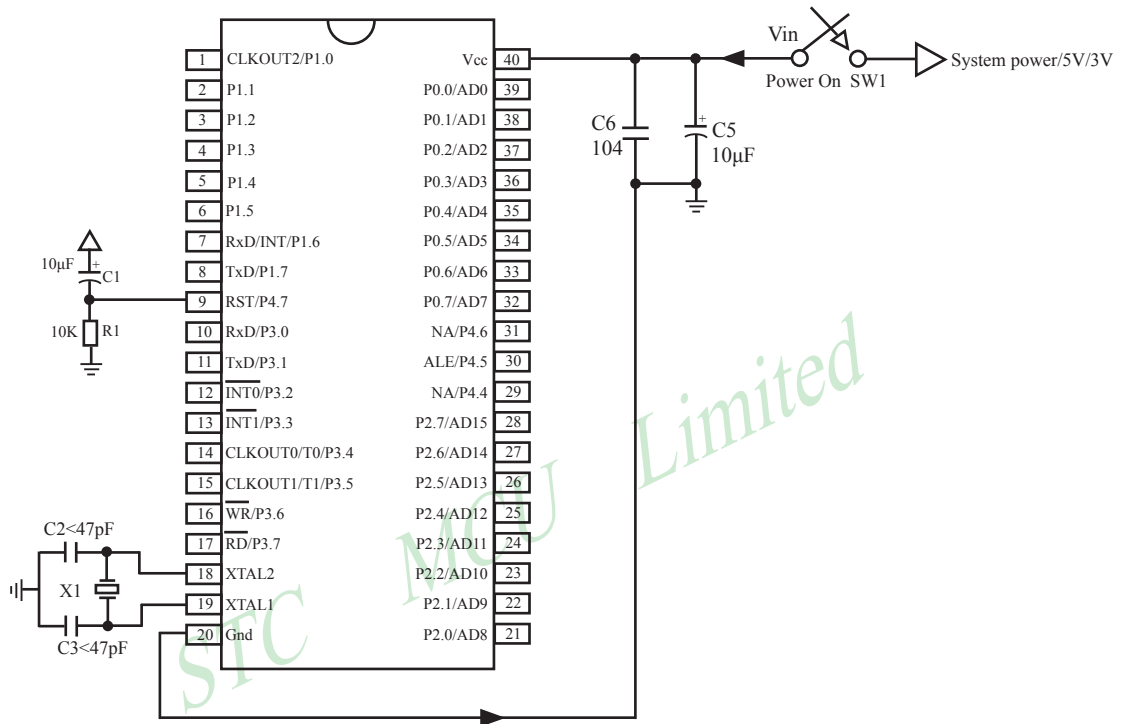 Vin
Power On SW1
System power/5V/3V
1 CLKOUT2/P1.0
2 P1.1
3 P1.2
4 P1.3
5 P1.4
6 P1.5
7 RxD/INT/P1.6
8 TxD/P1.7
9 RST/P4.7
10 RxD/P3.0
11 TxD/P3.1
12 INT0/P3.2
13 INT1/P3.3
14 CLKOUT0/T0/P3.4
15 CLKOUT1/T1/P3.5
16 WR/P3.6
17 RD/P3.7
18 XTAL2
19 XTAL1
20 Gnd
Vcc 40
P0.0/AD0 39
P0.1/AD1 38
P0.2/AD2 37
P0.3/AD3 36
P0.4/AD4 35
P0.5/AD5 34
P0.6/AD6 33
P0.7/AD7 32
NA/P4.6 31
ALE/P4.5 30
NA/P4.4 29
P2.7/AD15 28
P2.6/AD14 27
P2.5/AD13 26
P2.4/AD12 25
P2.3/AD11 24
P2.2/AD10 23
P2.1/AD9 22
P2.0/AD8 21
C6
104
+
C5
10μF
10μF
+
C1
10K
R1
C2<47pF
X1
C3<47pF
STC MCU Limited